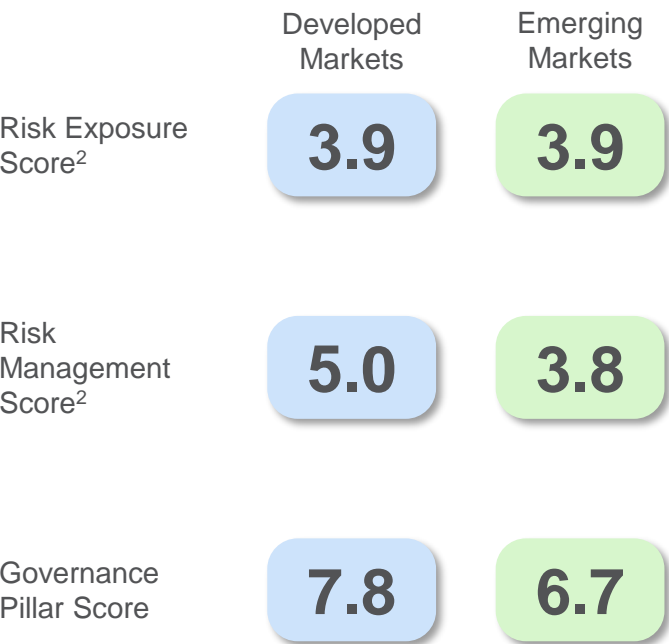 Developed
Markets
Emerging
Markets
Risk Exposure
Score²
3.9
3.9
Risk
Management
Score²
5.0
3.8
Governance
Pillar Score
7.8
6.7